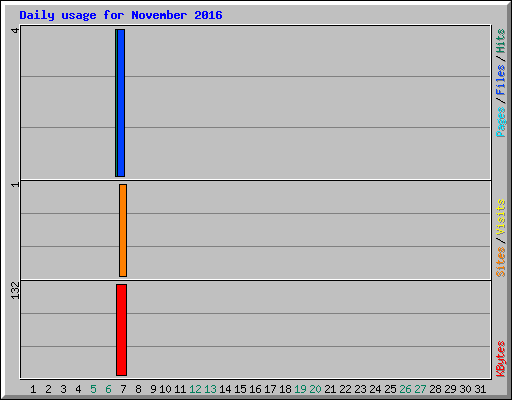 Daily usage for November 2016
4
1
132
Pages / Files / Hits
Sites / Visits
KBytes
1 2 3 4 5 6 7 8 9 10 11 12 13 14 15 16 17 18 19 20 21 22 23 24 25 26 27 28 29 30 31